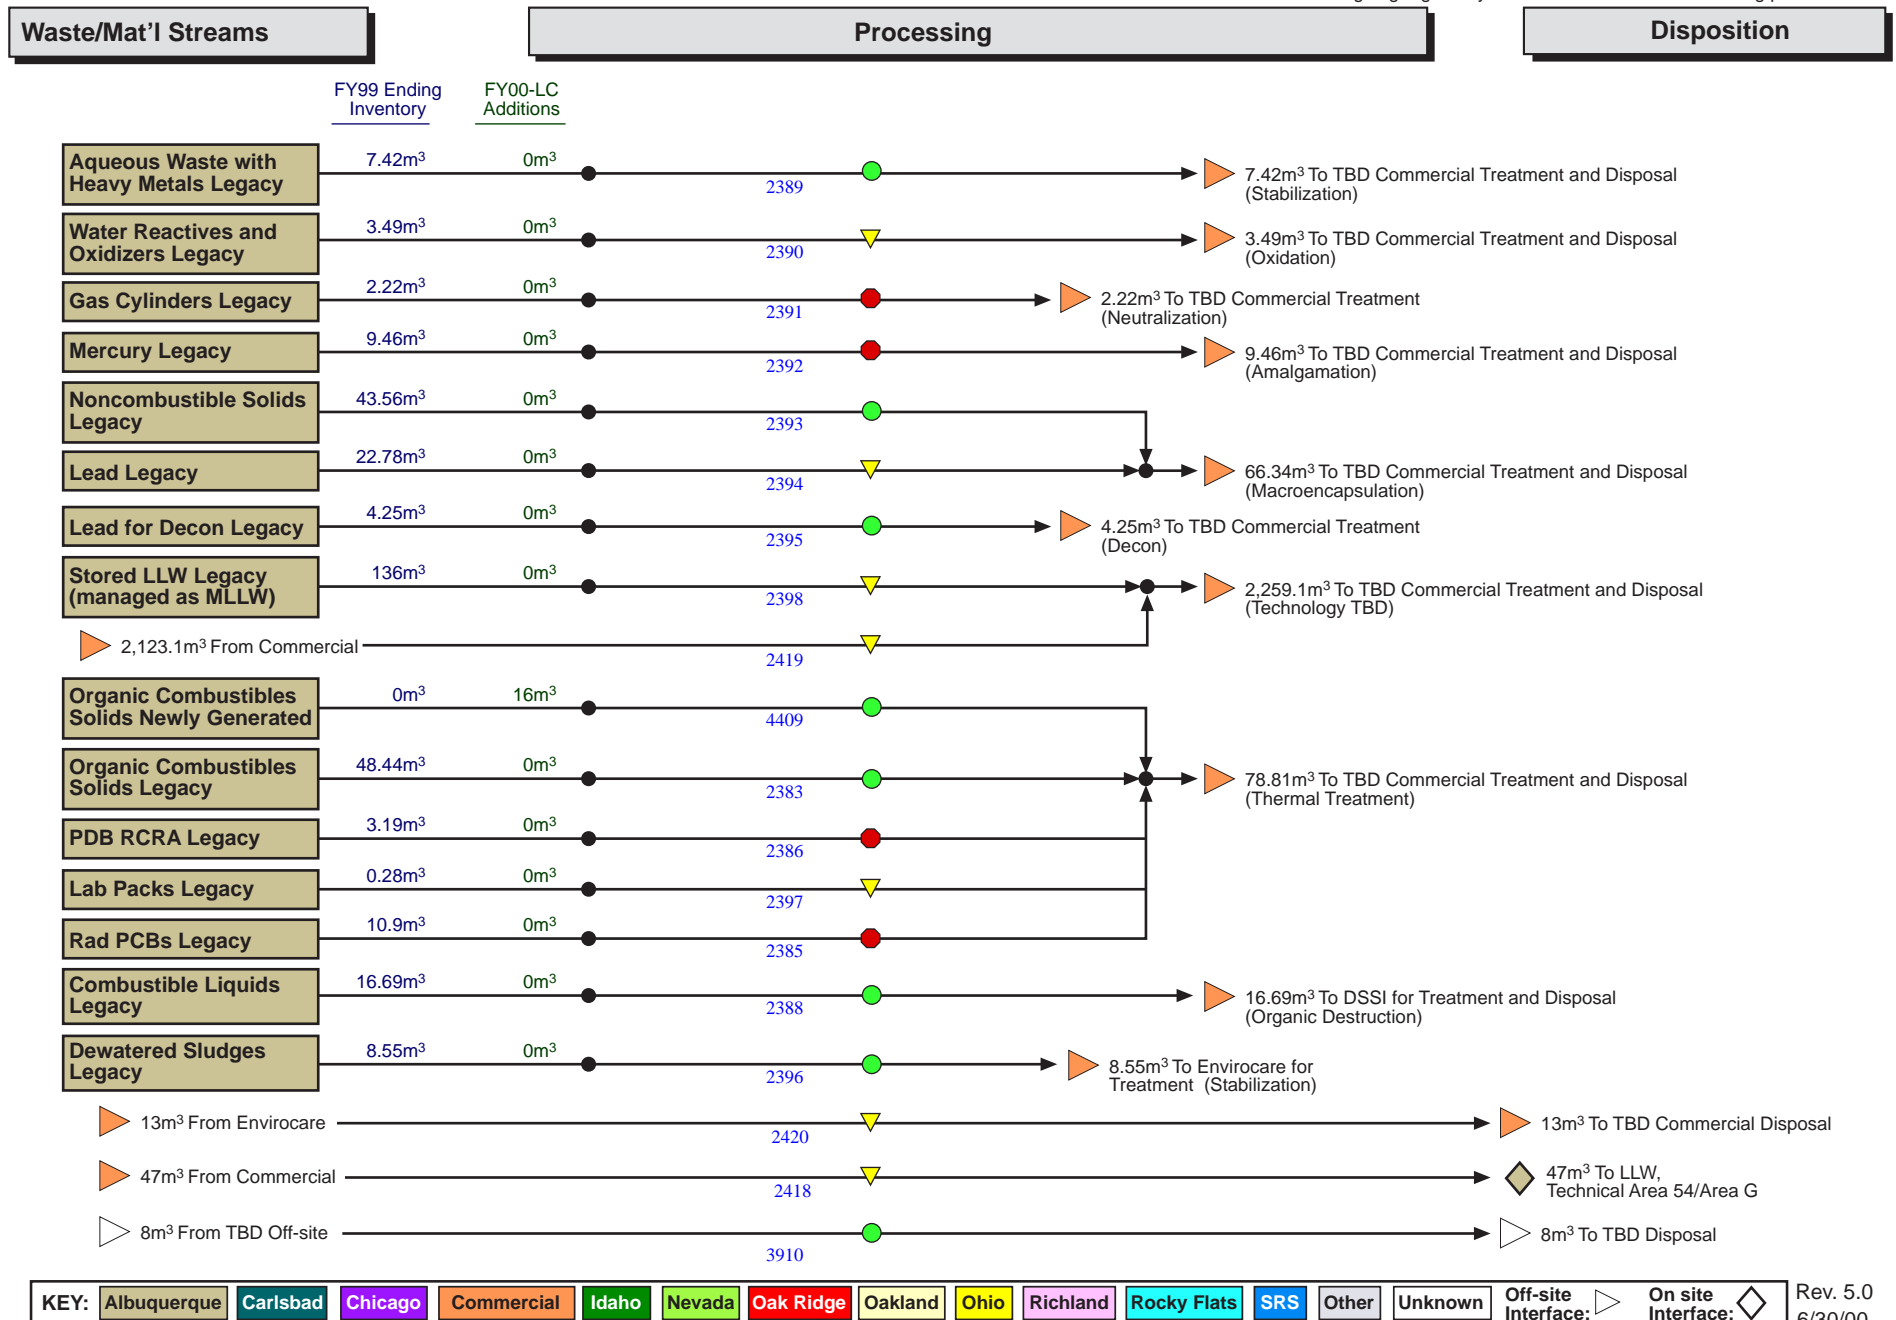 Waste/Mat'l Streams
Processing
Disposition
FY99 Ending
Inventory
FY00-LC
Additions
Aqueous Waste with
Heavy Metals Legacy
7.42m³
0m³
2389
7.42m³ To TBD Commercial Treatment and Disposal
(Stabilization)
Water Reactives and
Oxidizers Legacy
3.49m³
0m³
2390
3.49m³ To TBD Commercial Treatment and Disposal
(Oxidation)
Gas Cylinders Legacy
2.22m³
0m³
2391
2.22m³ To TBD Commercial Treatment
(Neutralization)
Mercury Legacy
9.46m³
0m³
2392
9.46m³ To TBD Commercial Treatment and Disposal
(Amalgamation)
Noncombustible Solids
Legacy
43.56m³
0m³
2393
Lead Legacy
22.78m³
0m³
2394
66.34m³ To TBD Commercial Treatment and Disposal
(Macroencapsulation)
Lead for Decon Legacy
4.25m³
0m³
2395
4.25m³ To TBD Commercial Treatment
(Decon)
Stored LLW Legacy
(managed as MLLW)
136m³
0m³
2398
2,259.1m³ To TBD Commercial Treatment and Disposal
(Technology TBD)
2,123.1m³ From Commercial
2419
Organic Combustibles
Solids Newly Generated
0m³
16m³
4409
Organic Combustibles
Solids Legacy
48.44m³
0m³
2383
78.81m³ To TBD Commercial Treatment and Disposal
(Thermal Treatment)
PDB RCRA Legacy
3.19m³
0m³
2386
Lab Packs Legacy
0.28m³
0m³
2397
Rad PCBs Legacy
10.9m³
0m³
2385
Combustible Liquids
Legacy
16.69m³
0m³
2388
16.69m³ To DSSI for Treatment and Disposal
(Organic Destruction)
Dewatered Sludges
Legacy
8.55m³
0m³
2396
8.55m³ To Envirocare for
Treatment (Stabilization)
13m³ From Envirocare
2420
13m³ To TBD Commercial Disposal
47m³ From Commercial
2418
47m³ To LLW,
Technical Area 54/Area G
8m³ From TBD Off-site
3910
8m³ To TBD Disposal
KEY: Albuquerque Carlsbad Chicago Commercial Idaho Nevada Oak Ridge Oakland Ohio Richland Rocky Flats SRS Other Unknown
Off-site
Interface:
On site
Interface:
Rev. 5.0
6/30/00